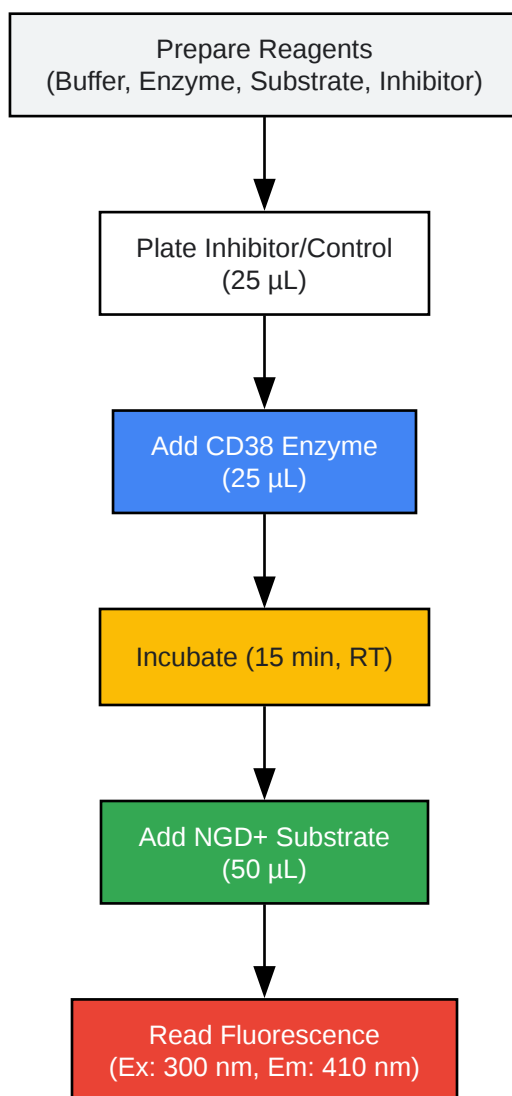 Prepare Reagents
(Buffer, Enzyme, Substrate, Inhibitor)
Plate Inhibitor/Control
(25 µL)
Add CD38 Enzyme
(25 µL)
Incubate (15 min, RT)
Add NGD+ Substrate
(50 µL)
Read Fluorescence
(Ex: 300 nm, Em: 410 nm)